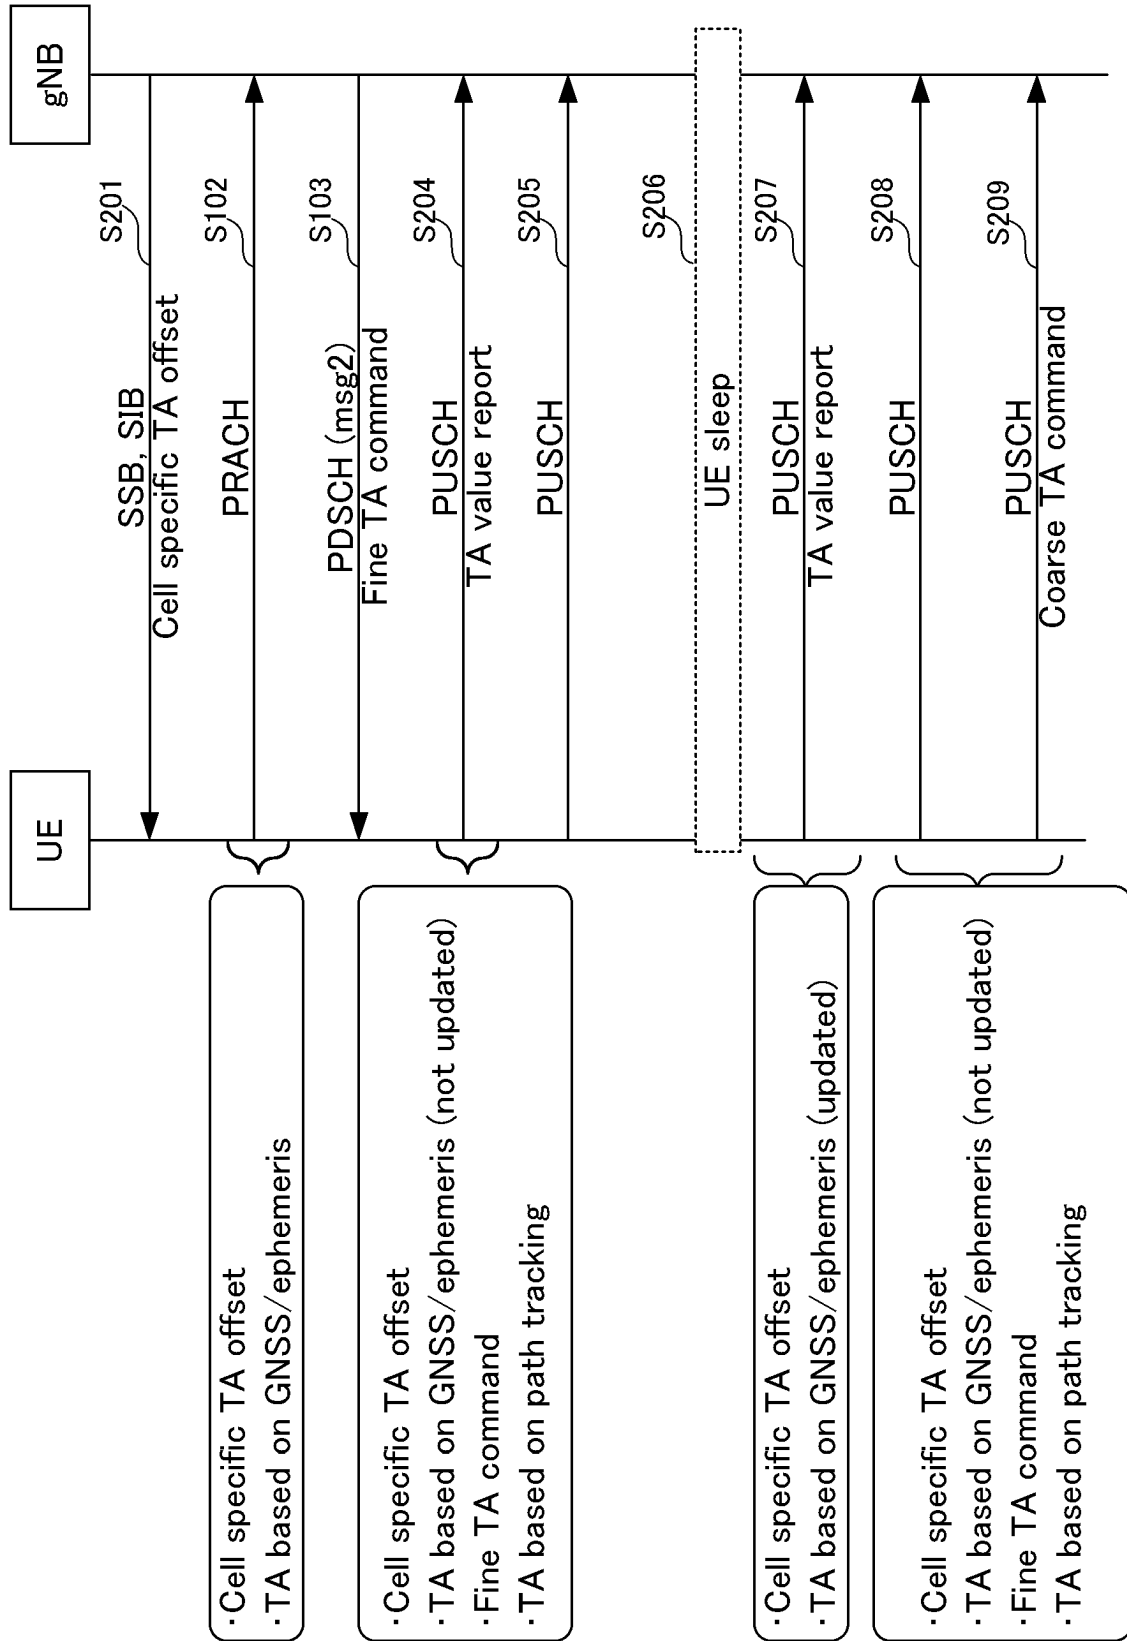 UE
gNB
S201
SSB, SIB
Cell specific TA offset
S102
PRACH
·Cell specific TA offset
·TA based on GNSS/ephemeris
S103
PDSCH (msg2)
Fine TA command
S204
PUSCH
TA value report
·Cell specific TA offset
·TA based on GNSS/ephemeris (not updated)
·Fine TA command
·TA based on path tracking
S205
PUSCH
S206
UE sleep
S207
PUSCH
TA value report
·Cell specific TA offset
·TA based on GNSS/ephemeris (updated)
S208
PUSCH
S209
PUSCH
Coarse TA command
·Cell specific TA offset
·TA based on GNSS/ephemeris (not updated)
·Fine TA command
·TA based on path tracking